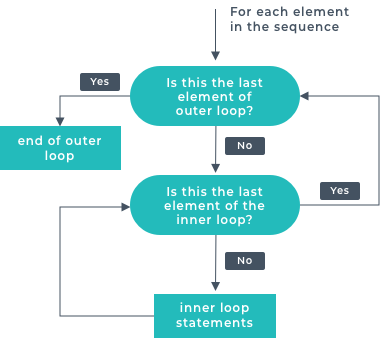 For each element
in the sequence
Yes
Is this the last
element of
outer loop?
end of outer
loop
No
Is this the last
element of the
inner loop?
Yes
No
inner loop
statements